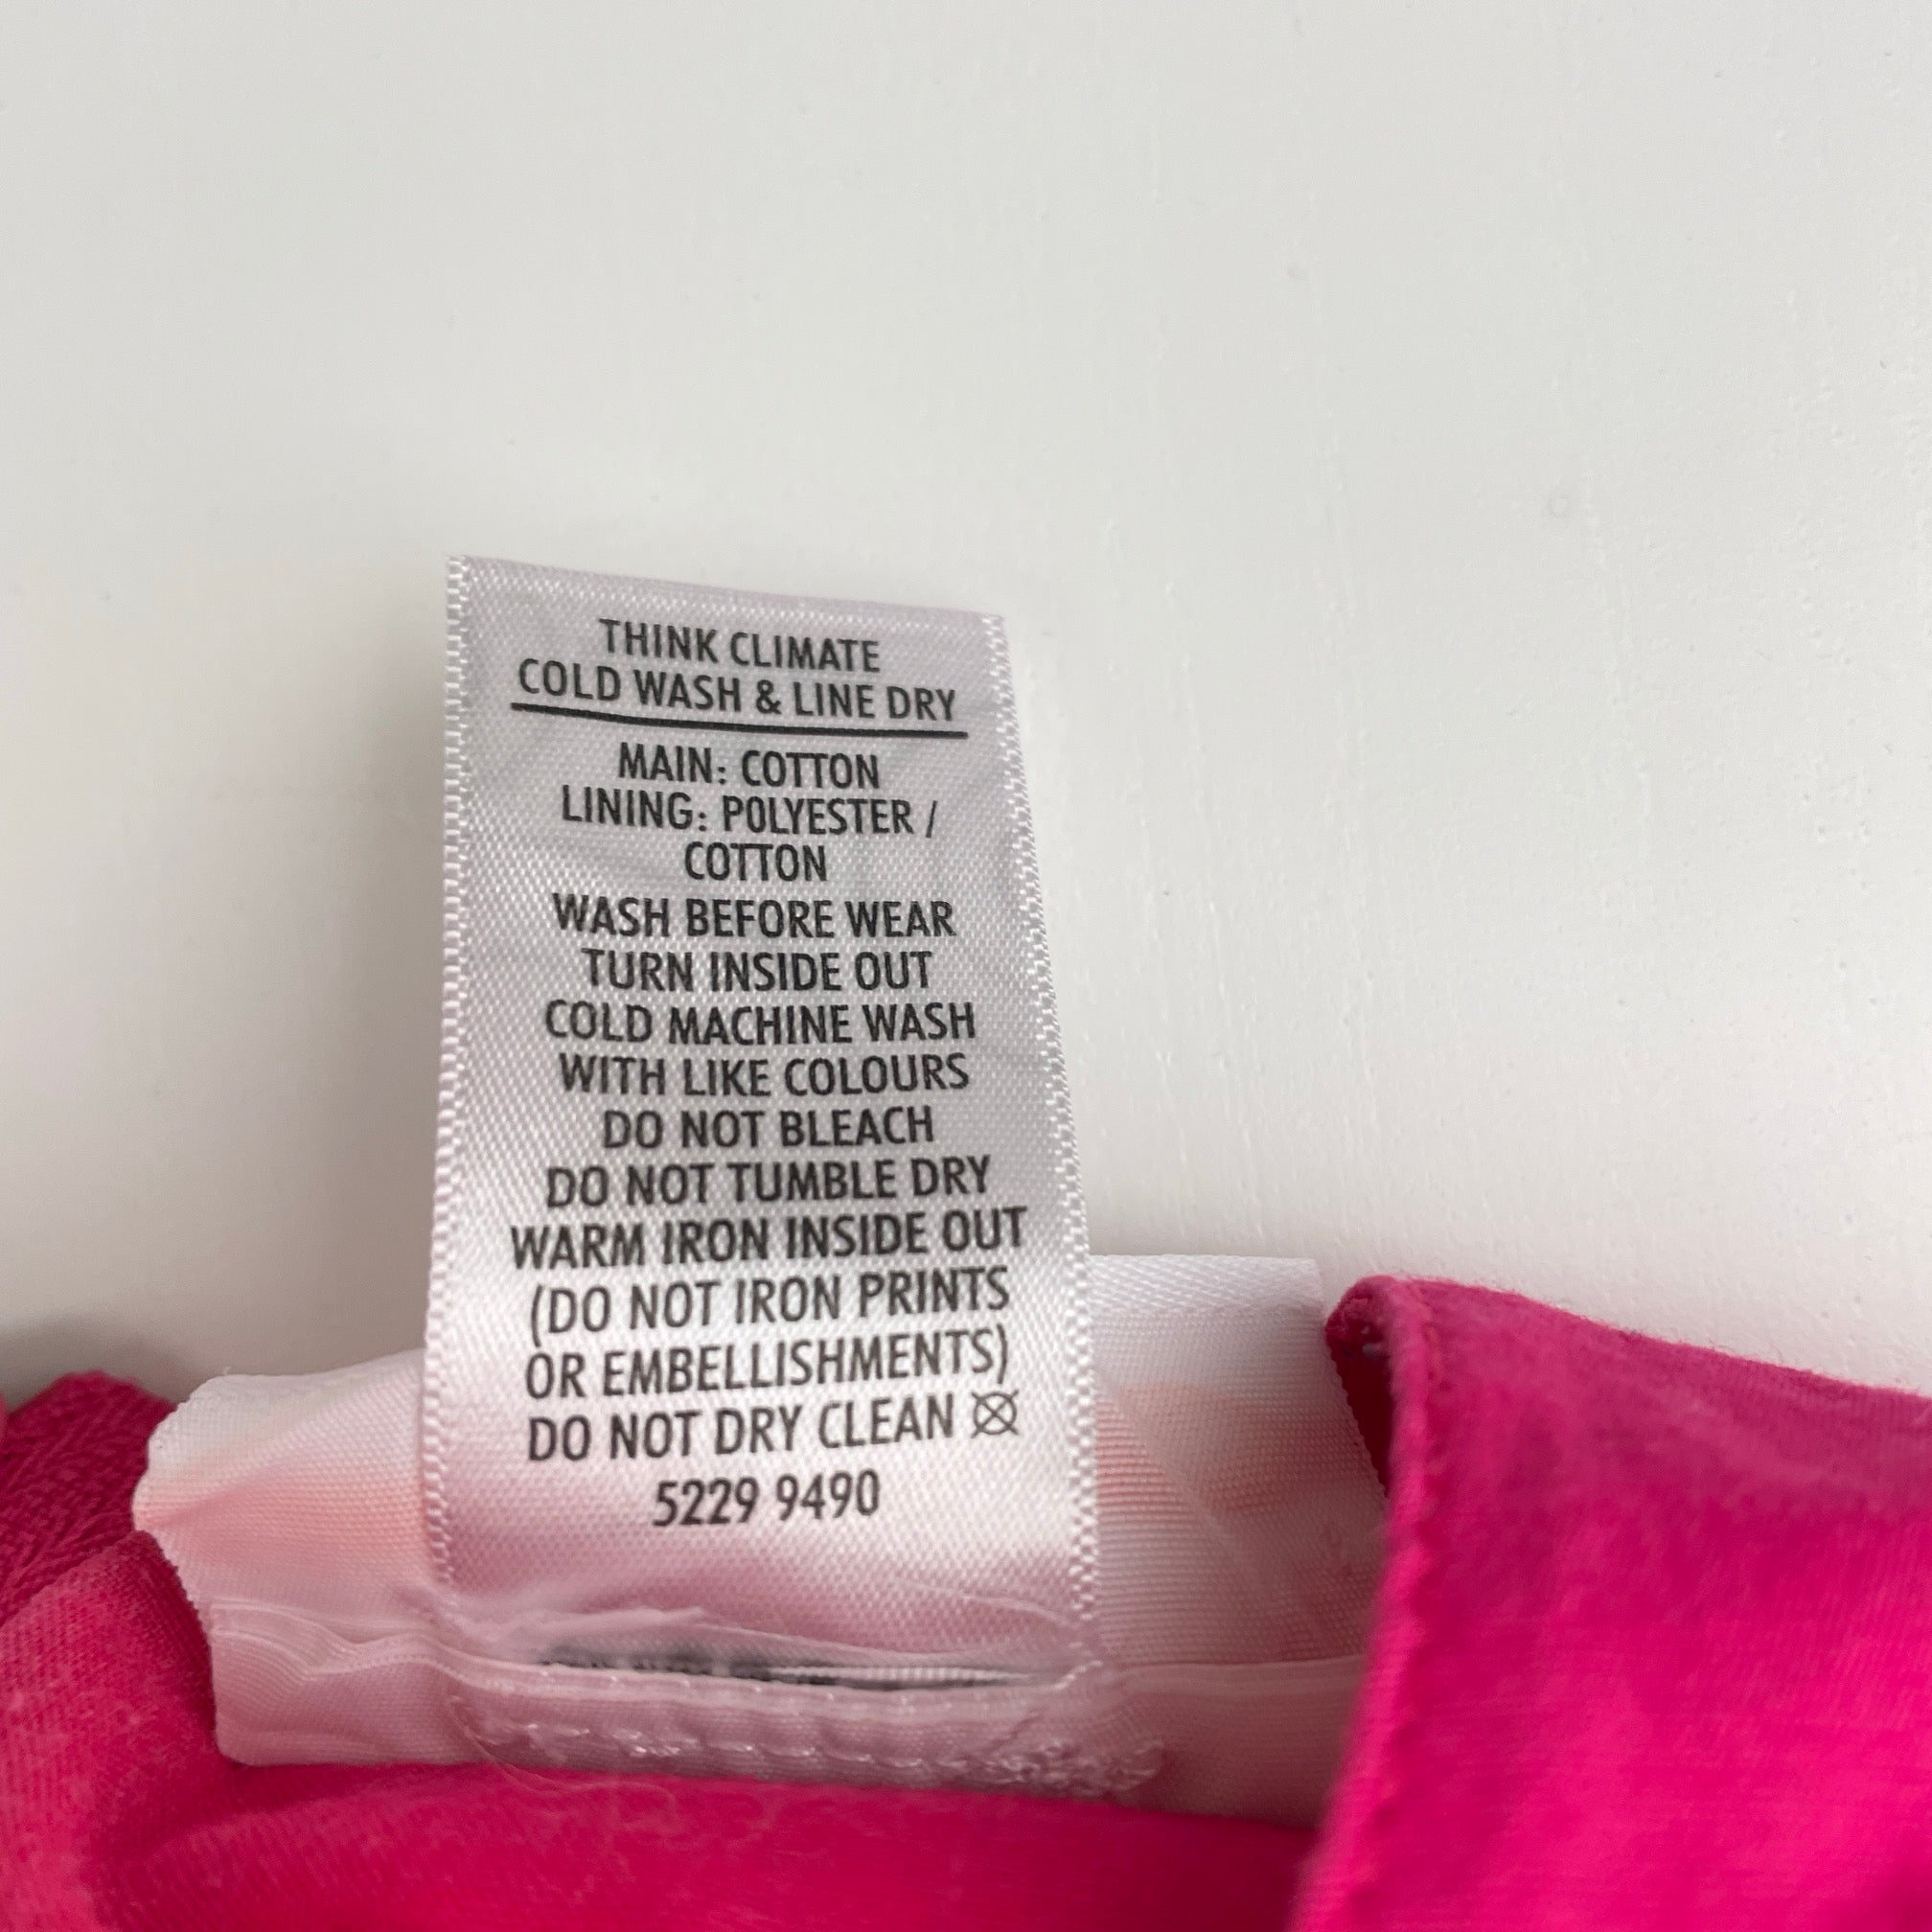 THINK CLIMATE
COLD WASH & LINE DRY
MAIN: COTTON
LINING: POLYESTER /
COTTON
WASH BEFORE WEAR
TURN INSIDE OUT
COLD MACHINE WASH
WITH LIKE COLOURS
DO NOT BLEACH
DO NOT TUMBLE DRY
WARM IRON INSIDE OUT
(DO NOT IRON PRINTS
OR EMBELLISHMENTS)
DO NOT DRY CLEAN
5229 9490